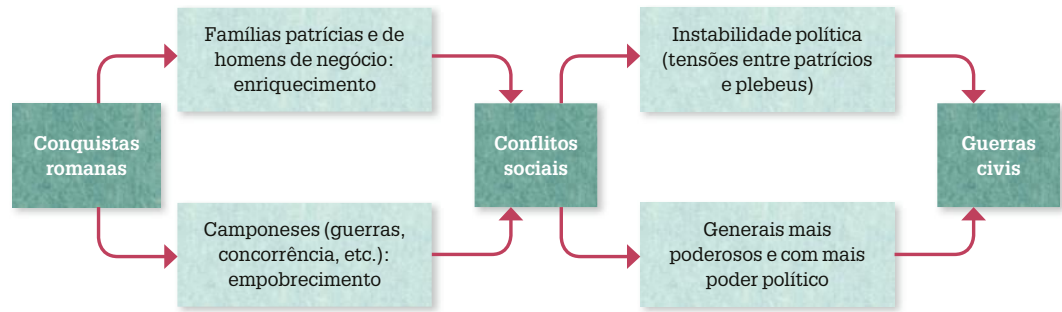 Conquistas
romanas
Famílias patrícias e de
homens de negócio:
enriquecimento
Camponeses (guerras,
concorrência, etc.):
empobrecimento
Conflitos
sociais
Instabilidade política
(tensões entre patrícios
e plebeus)
Generais mais
poderosos e com mais
poder político
Guerras
civis